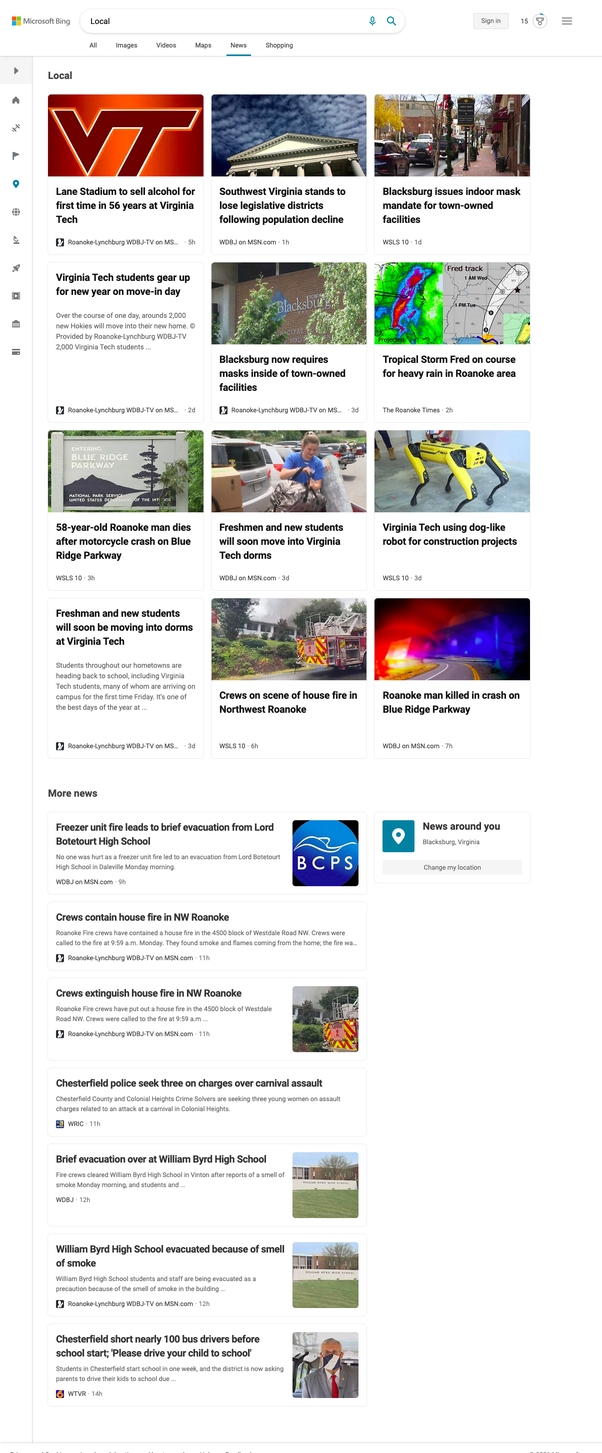 Microsoft Bing
Local
Sign in
15
All Images Videos Maps News Shopping
Local
Lane Stadium to sell alcohol for
first time in 56 years at Virginia
Tech
Roanoke-Lynchburg WDBJ-TV on MS... · 5h
Southwest Virginia stands to
lose legislative districts
following population decline
WDBJ on MSN.com · 1h
Blacksburg issues indoor mask
mandate for town-owned
facilities
WSLS 10 · 1d
Virginia Tech students gear up
for new year on move-in day
Over the course of one day, arounds 2,000
new Hokies will move into their new home. ©
Provided by Roanoke-Lynchburg WDBJ-TV
2,000 Virginia Tech students ...
Roanoke-Lynchburg WDBJ-TV on MS... · 2d
Blacksburg
Blacksburg now requires
masks inside of town-owned
facilities
Roanoke-Lynchburg WDBJ-TV on MS... · 3d
Fred track
1 AM Wed.
1 PM Tue.
Tropical Storm Fred on course
for heavy rain in Roanoke area
The Roanoke Times · 2h
ENTERING
BLUE RIDGE
PARKWAY
NATIONAL PARK SERVICE
UNITED STATES DEPARTMENT OF THE INT
58-year-old Roanoke man dies
after motorcycle crash on Blue
Ridge Parkway
WSLS 10 · 3h
Freshmen and new students
will soon move into Virginia
Tech dorms
WDBJ on MSN.com · 3d
Virginia Tech using dog-like
robot for construction projects
WSLS 10 · 3d
Freshman and new students
will soon be moving into dorms
at Virginia Tech
Students throughout our hometowns are
heading back to school, including Virginia
Tech students, many of whom are arriving on
campus for the first time Friday. It's one of
the best days of the year at ...
Roanoke-Lynchburg WDBJ-TV on MS... · 3d
Crews on scene of house fire in
Northwest Roanoke
WSLS 10 · 6h
Roanoke man killed in crash on
Blue Ridge Parkway
WDBJ on MSN.com · 7h
More news
Freezer unit fire leads to brief evacuation from Lord
Botetourt High School
No one was hurt as a freezer unit fire led to an evacuation from Lord Botetourt
High School in Daleville Monday morning.
WDBJ on MSN.com · 9h
BCPS
News around you
Blacksburg, Virginia
Change my location
Crews contain house fire in NW Roanoke
Roanoke Fire crews have contained a house fire in the 4500 block of Westdale Road NW. Crews were
called to the fire at 9:59 a.m. Monday. They found smoke and flames coming from the home; the fire wa...
Roanoke-Lynchburg WDBJ-TV on MSN.com · 11h
Crews extinguish house fire in NW Roanoke
Roanoke Fire crews have put out a house fire in the 4500 block of Westdale
Road NW. Crews were called to the fire at 9:59 a.m ...
Roanoke-Lynchburg WDBJ-TV on MSN.com · 11h
Chesterfield police seek three on charges over carnival assault
Chesterfield County and Colonial Heights Crime Solvers are seeking three young women on assault
charges related to an attack at a carnival in Colonial Heights.
WRIC · 11h
Brief evacuation over at William Byrd High School
Fire crews cleared William Byrd High School in Vinton after reports of a smell of
smoke Monday morning, and students and ...
WDBJ · 12h
William Byrd High School evacuated because of smell
of smoke
William Byrd High School students and staff are being evacuated as a
precaution because of the smell of smoke in the building ...
Roanoke-Lynchburg WDBJ-TV on MSN.com · 12h
Chesterfield short nearly 100 bus drivers before
school start; 'Please drive your child to school'
Students in Chesterfield start school in one week, and the district is now asking
parents to drive their kids to school due ...
WTVR · 14h